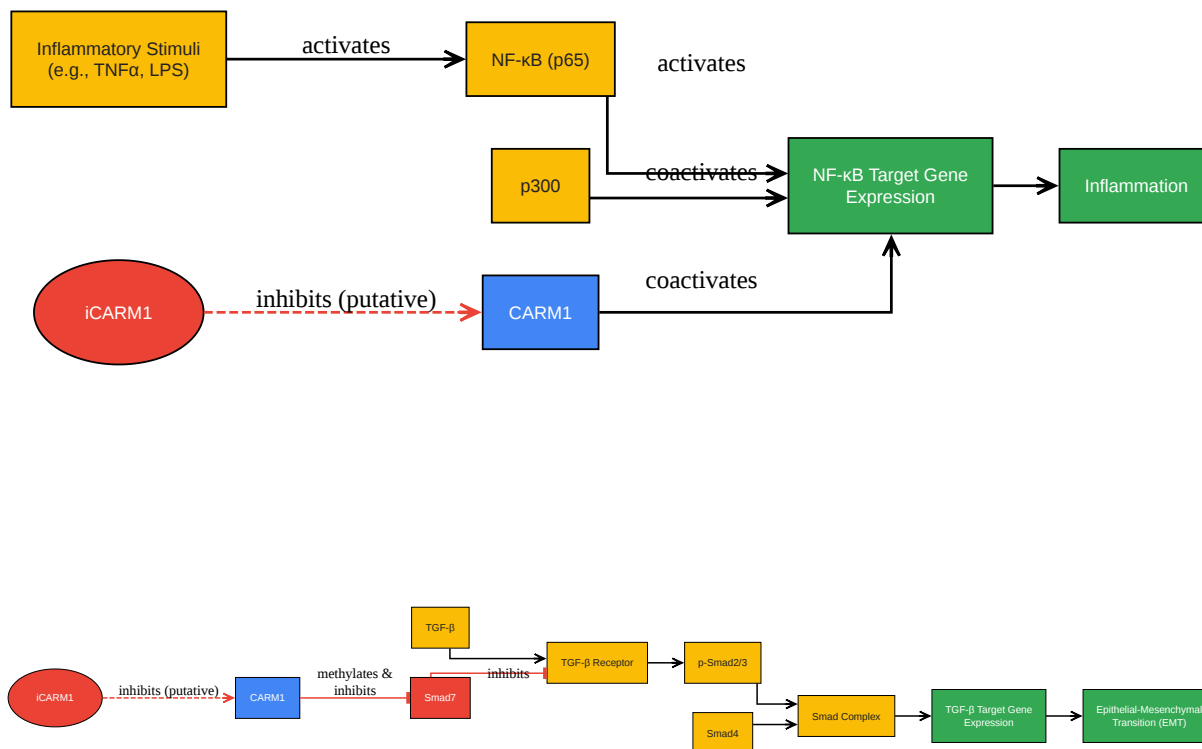 Inflammatory Stimuli
(e.g., TNFα, LPS)
activates
NF-κB (p65)
activates
p300
coactivates
NF-κB Target Gene
Expression
Inflammation
iCARM1
inhibits (putative)
CARM1
coactivates
TGF-β
TGF-β Receptor
p-Smad2/3
iCARM1
inhibits (putative)
CARM1
methylates &
inhibits
Smad7
inhibits
Smad4
Smad Complex
TGF-β Target Gene
Expression
Epithelial-Mesenchymal
Transition (EMT)